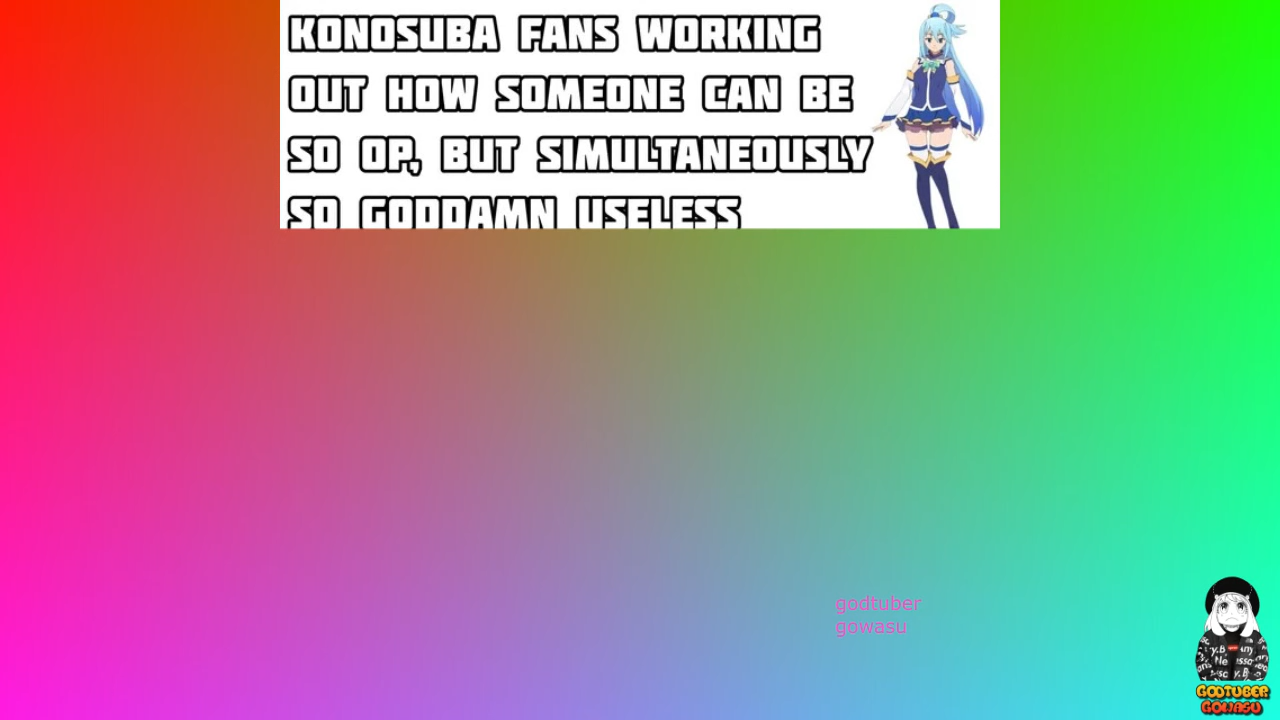 KONOSUBA FANS WORKING
OUT HOW SOMEONE CAN BE
SO OP, BUT SIMULTANEOUSLY
SO GODDAMN USELESS
godtuber
gowasu
GODTUBER
GOWASU